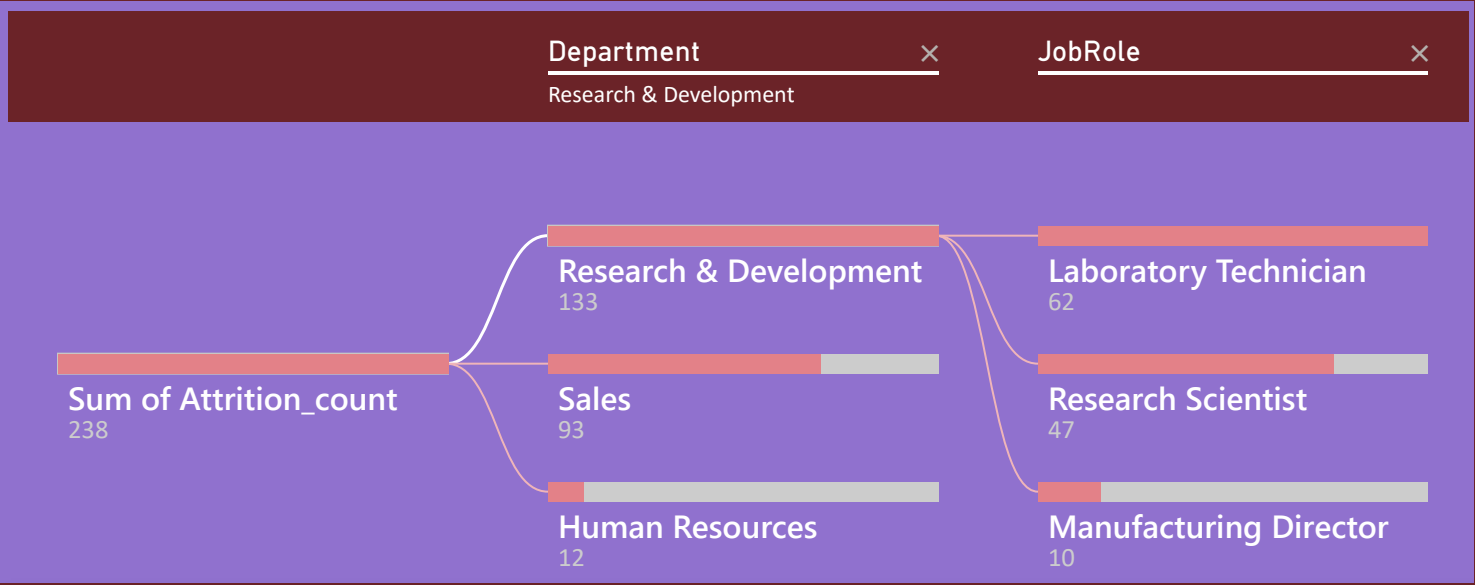 Department
JobRole
Research & Development
Research & Development
133
Laboratory Technician
62
Sum of Attrition_count
238
Sales
93
Research Scientist
47
Human Resources
12
Manufacturing Director
10